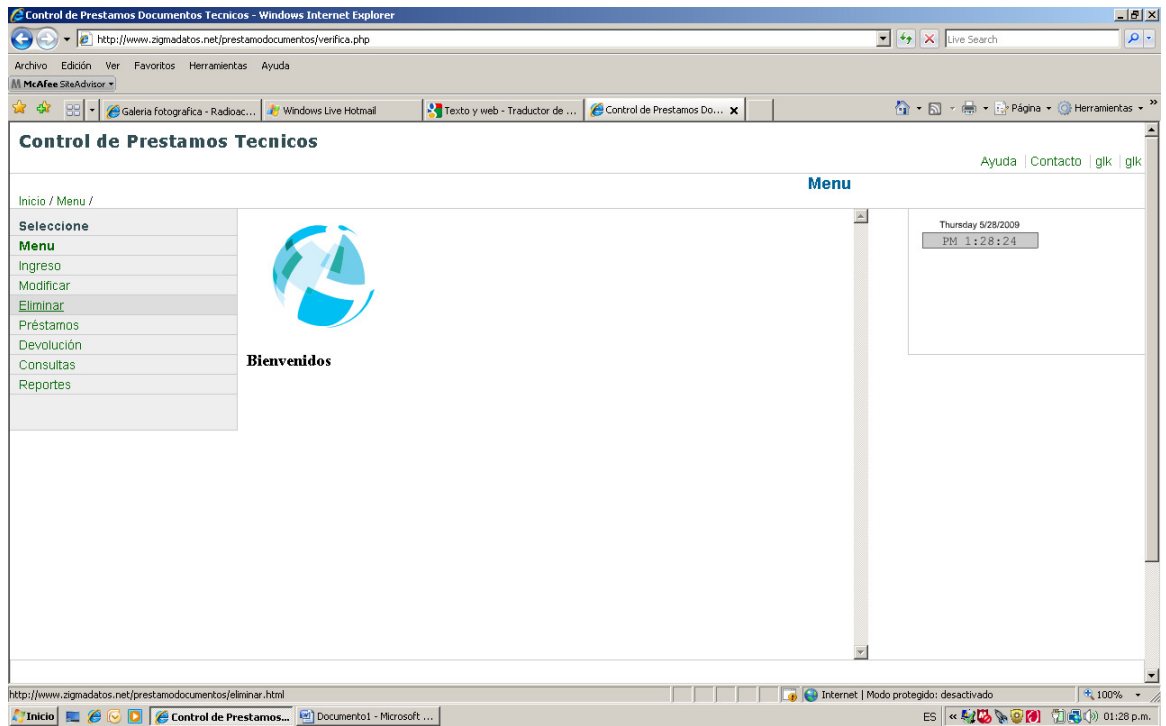 Control de Prestamos Documentos Tecnicos - Windows Internet Explorer
http://www.zigmadatos.net/prestamodocumentos/verifica.php
Live Search
Archivo Edición Ver Favoritos Herramientas Ayuda
McAfee SiteAdvisor
Galeria fotografica - Radioac... Windows Live Hotmail Texto y web - Traductor de ... Control de Prestamos Do... Página Herramientas
Control de Prestamos Tecnicos
Ayuda | Contacto | glk | glk
Menu
Inicio / Menu /
Seleccione
Menu
Ingreso
Modificar
Eliminar
Préstamos
Devolución
Consultas
Reportes
Bienvenidos
Thursday 5/28/2009
PM 1:28:24
http://www.zigmadatos.net/prestamodocumentos/eliminar.html
Internet | Modo protegido: desactivado
100%
Inicio Control de Prestamos... Documento1 - Microsoft ... ES 01:28 p.m.